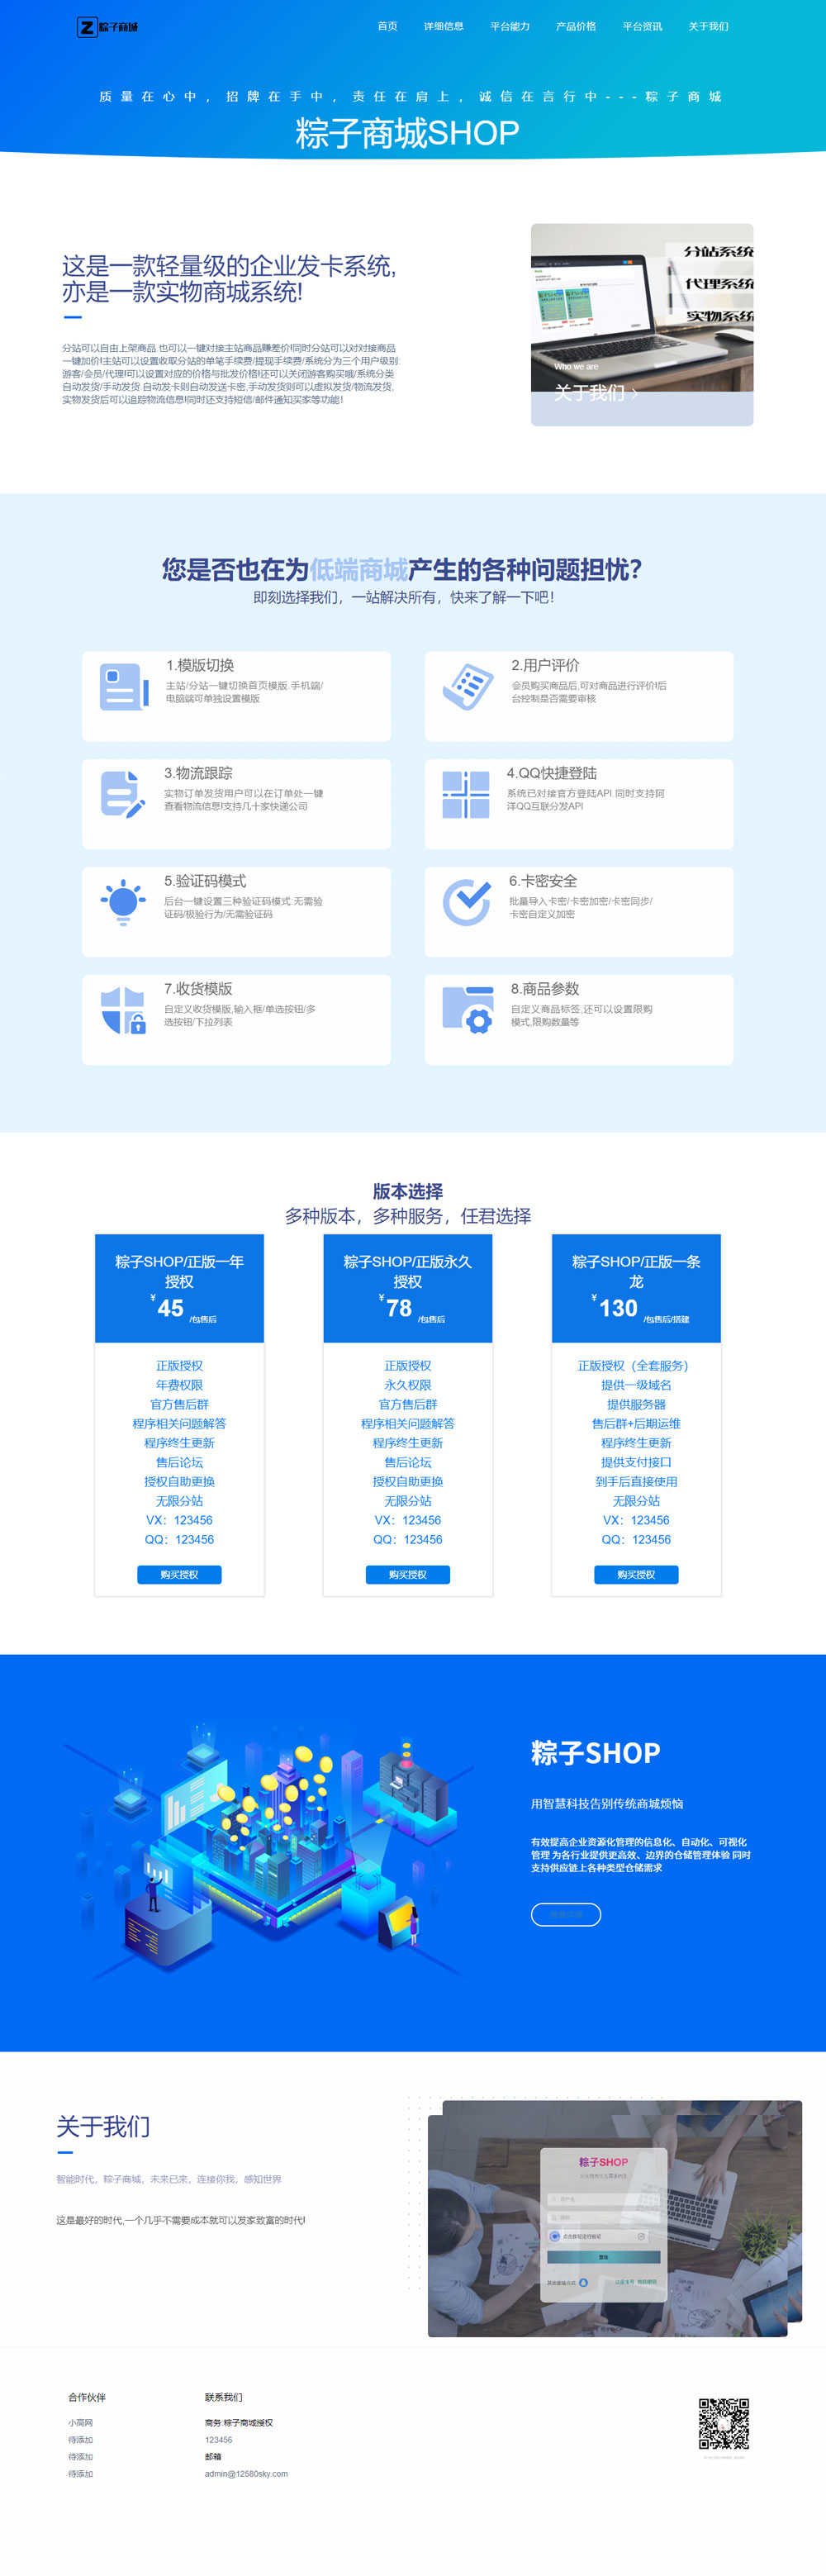 Z 粽子商城
首页 详细信息 平台能力 产品价格 平台资讯 关于我们
质量在心中，招牌在手中，责任在肩上，诚信在言行中---粽子商城
粽子商城SHOP
这是一款轻量级的企业发卡系统,
亦是一款实物商城系统!
分站可以自由上架商品 也可以一键对接主站商品赚差价!同时分站可以对对接商品
一键加价!主站可以设置收取分站的单笔手续费/提现手续费/系统分为三个用户级别:
游客/会员/代理!可以设置对应的价格与批发价格!还可以关闭游客购买哦/系统分类
自动发货/手动发货 自动发卡则自动发送卡密,手动发货则可以虚拟发货/物流发货,
实物发货后可以追踪物流信息!同时还支持短信/邮件通知买家等功能!
分站系统
代理系统
实物系统
Who we are
关于我们
您是否也在为低端商城产生的各种问题担忧?
即刻选择我们，一站解决所有，快来了解一下吧!
1.模版切换
主站/分站一键切换首页模版 手机端/
电脑端可单独设置模版
2.用户评价
会员购买商品后,可对商品进行评价!后
台控制是否需要审核
3.物流跟踪
实物订单发货用户可以在订单处一键
查看物流信息!支持几十家快递公司
4.QQ快捷登陆
系统已对接官方登陆API 同时支持阿
洋QQ互联分发API
5.验证码模式
后台一键设置三种验证码模式:无需验
证码/极验行为/无需验证码
6.卡密安全
批量导入卡密/卡密加密/卡密同步/
卡密自定义加密
7.收货模版
自定义收货模版,输入框/单选按钮/多
选按钮/下拉列表
8.商品参数
自定义商品标签,还可以设置限购
模式,限购数量等
版本选择
多种版本，多种服务，任君选择
粽子SHOP/正版一年
授权
¥45 /包售后
正版授权
年费权限
官方售后群
程序相关问题解答
程序终生更新
售后论坛
授权自助更换
无限分站
VX：123456
QQ：123456
购买授权
粽子SHOP/正版永久
授权
¥78 /包售后
正版授权
永久权限
官方售后群
程序相关问题解答
程序终生更新
售后论坛
授权自助更换
无限分站
VX：123456
QQ：123456
购买授权
粽子SHOP/正版一条
龙
¥130 /包售后/搭建
正版授权（全套服务）
提供一级域名
提供服务器
售后群+后期运维
程序终生更新
提供支付接口
到手后直接使用
无限分站
VX：123456
QQ：123456
购买授权
粽子SHOP
用智慧科技告别传统商城烦恼
有效提高企业资源化管理的信息化、自动化、可视化
管理 为各行业提供更高效、边界的仓储管理体验 同时
支持供应链上各种类型仓储需求
关于我们
智能时代，粽子商城，未来已来，连接你我，感知世界
这是最好的时代,一个几乎不需要成本就可以发家致富的时代!
粽子SHOP
点击按钮进行验证
合作伙伴
小高网
待添加
待添加
待添加
联系我们
商务:粽子商城授权
123456
邮箱
admin@12580sky.com